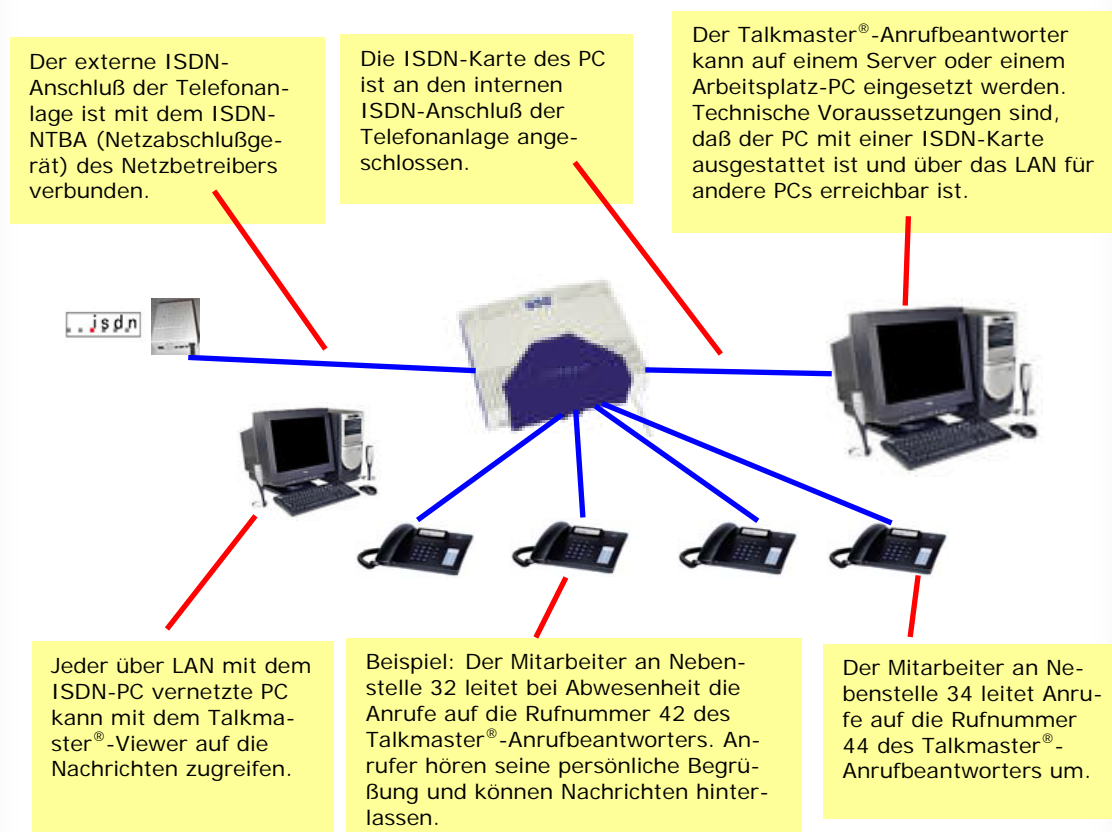 Der externe ISDN-
Anschluß der Telefonan-
lage ist mit dem ISDN-
NTBA (Netzabschlußge-
rät) des Netzbetreibers
verbunden.
Die ISDN-Karte des PC
ist an den internen
ISDN-Anschluß der
Telefonanlage ange-
schlossen.
Der Talkmaster®-Anrufbeantworter
kann auf einem Server oder einem
Arbeitsplatz-PC eingesetzt werden.
Technische Voraussetzungen sind,
daß der PC mit einer ISDN-Karte
ausgestattet ist und über das LAN für
andere PCs erreichbar ist.
..isdn
Jeder über LAN mit dem
ISDN-PC vernetzte PC
kann mit dem Talkma-
ster®-Viewer auf die
Nachrichten zugreifen.
Beispiel: Der Mitarbeiter an Neben-
stelle 32 leitet bei Abwesenheit die
Anrufe auf die Rufnummer 42 des
Talkmaster®-Anrufbeantworters. An-
rufer hören seine persönliche Begrü-
ßung und können Nachrichten hinter-
lassen.
Der Mitarbeiter an Ne-
benstelle 34 leitet Anru-
fe auf die Rufnummer
44 des Talkmaster®-
Anrufbeantworters um.